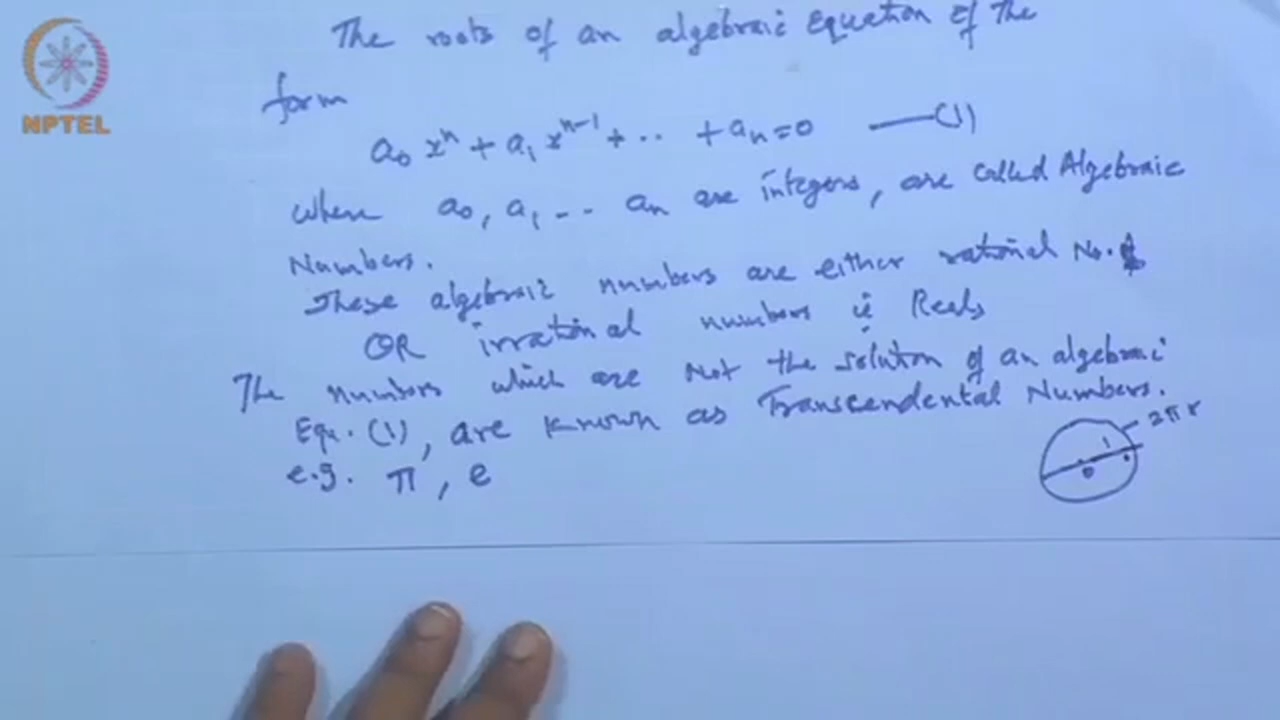 NPTEL
The roots of an algebraic equation of the
form
a₀ xⁿ + a₁ xⁿ⁻¹ + .. + aₙ = 0 —(1)
where a₀, a₁ -- aₙ are integers, are called Algebraic
Numbers.
These algebraic numbers are either rational No.
OR irrational numbers ie Reals
The numbers which are Not the solution of an algebraic
Equ. (1), are known as Transcendental Numbers.
e.g. π, e
2πr
1
0